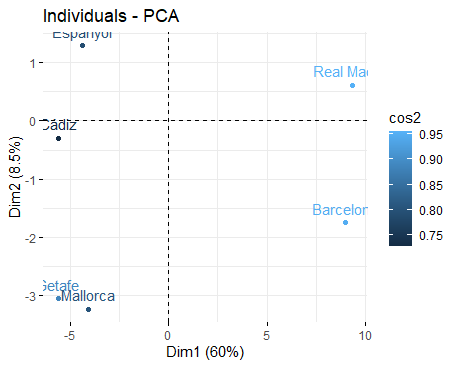 Individuals - PCA
Espanyol
Real Mad
Cadiz
Barcelon
Getafe
Mallorca
1
0
-1
-2
-3
-5
0
5
10
Dim1 (60%)
Dim2 (8.5%)
cos2
0.95
0.90
0.85
0.80
0.75